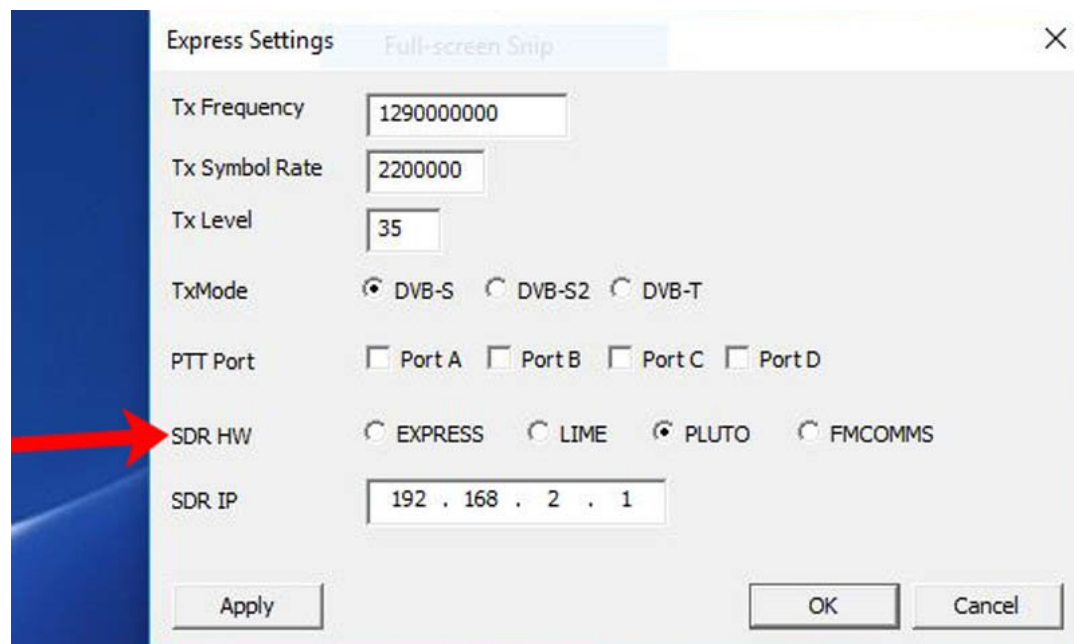 Express Settings Full-screen Snip
Tx Frequency 1290000000
Tx Symbol Rate 2200000
Tx Level 35
TxMode DVB-S DVB-S2 DVB-T
PTT Port Port A Port B Port C Port D
SDR HW EXPRESS LIME PLUTO FMCOMMS
SDR IP 192 . 168 . 2 . 1
Apply OK Cancel